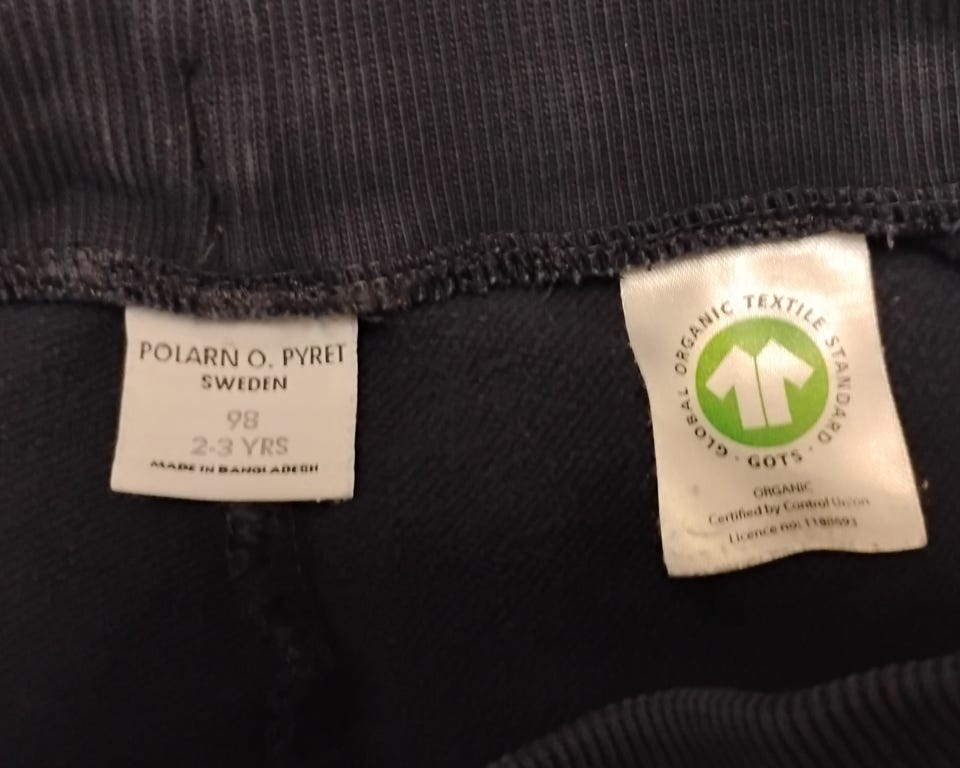 POLARN O. PYRET
SWEDEN
98
2-3 YRS
MADE IN BANGLADESH
GLOBAL ORGANIC TEXTILE STANDARD · GOTS ·
ORGANIC
Certified by Control Union
Licence no: